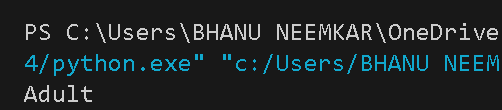 PS C:\Users\BHANU NEEMKAR\OneDrive
4/python.exe" "c:/Users/BHANU NEEM
Adult